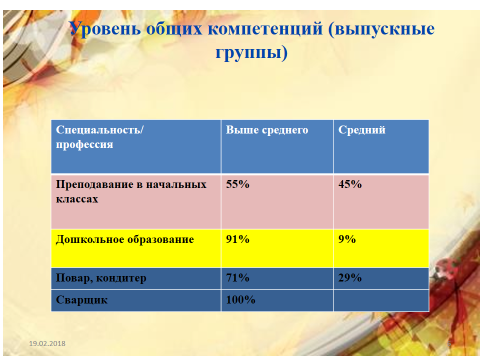 Уровень общих компетенций (выпускные
группы)
Специальность/
профессия
Выше среднего
Средний
Преподавание в начальных
классах
55%
45%
Дошкольное образование
91%
9%
Повар, кондитер
71%
29%
Сварщик
100%
19.02.2018